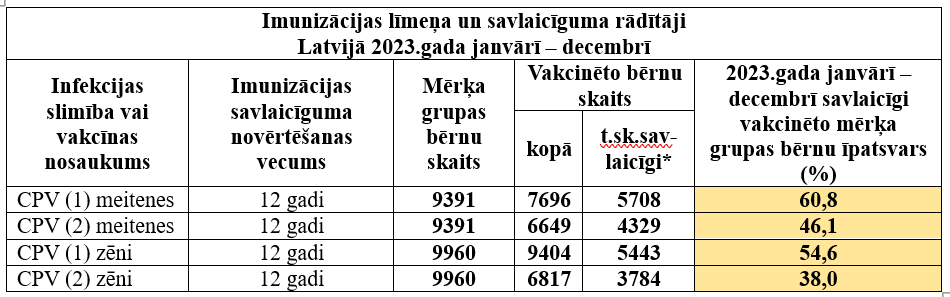 Imunizācijas līmeņa un savlaicīguma rādītāji
Latvijā 2023.gada janvārī – decembrī
Infekcijas
slimība vai
vakcīnas
nosaukums
Imunizācijas
savlaicīguma
novērtēšanas
vecums
Mērķa
grupas
bērnu
skaits
Vakcinēto bērnu
skaits
kopā
t.sk.sav-
laicīgi*
2023.gada janvārī –
decembrī savlaicīgi
vakcinēto mērķa
grupas bērnu īpatsvars
(%)
CPV (1) meitenes 12 gadi 9391 7696 5708 60,8
CPV (2) meitenes 12 gadi 9391 6649 4329 46,1
CPV (1) zēni 12 gadi 9960 9404 5443 54,6
CPV (2) zēni 12 gadi 9960 6817 3784 38,0